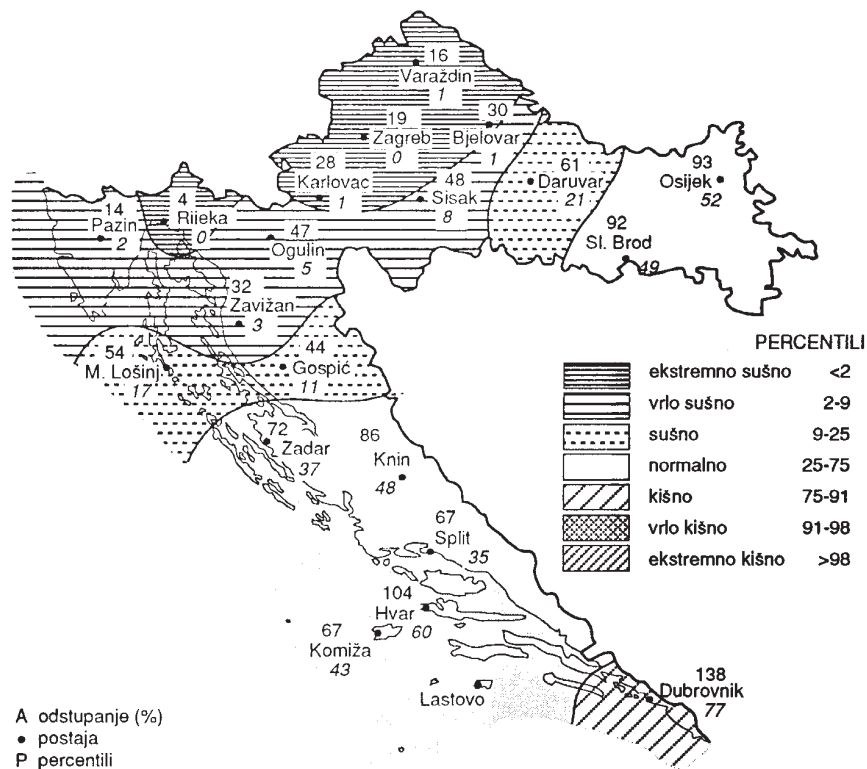 16
Varaždin
1
19
Zagreb
0
30
Bjelovar
1
28
Karlovac
1
48
Sisak
8
61
Daruvar
21
93
Osijek
52
92
Sl. Brod
49
14
Pazin
2
4
Rijeka
0
47
Ogulin
5
32
Zavižan
3
54
M. Lošinj
17
44
Gospić
11
72
Zadar
37
86
Knin
48
67
Split
35
104
Hvar
60
67
Komiža
43
Lastovo
138
Dubrovnik
77
PERCENTILI
ekstremno sušno <2
vrlo sušno 2-9
sušno 9-25
normalno 25-75
kišno 75-91
vrlo kišno 91-98
ekstremno kišno >98
A odstupanje (%)
• postaja
P percentili